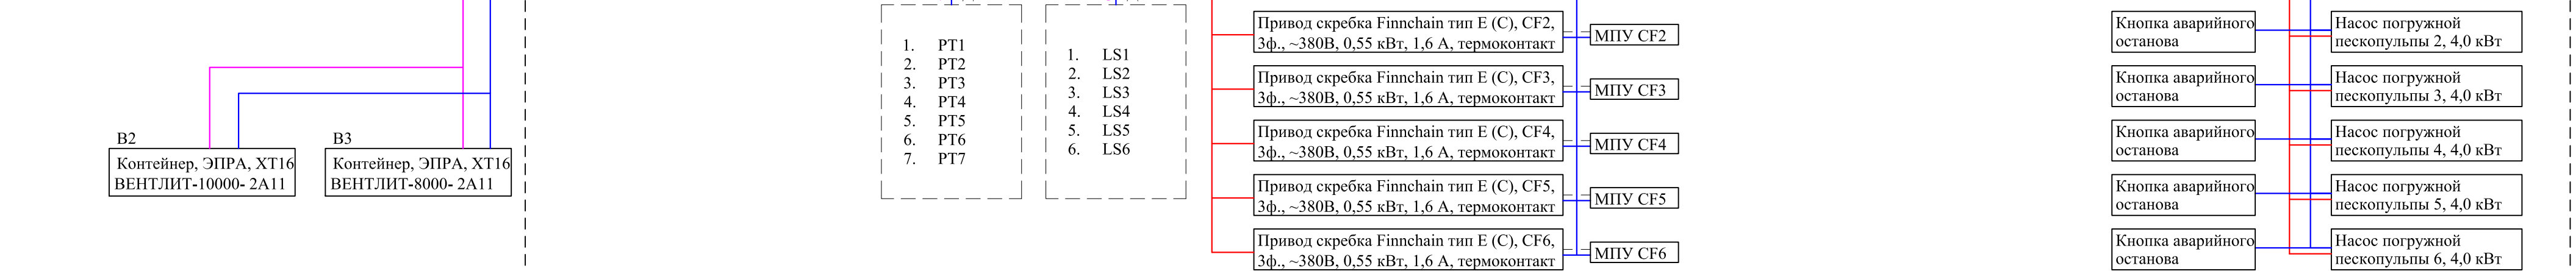 В2
Контейнер, ЭПРА, ХТ16
ВЕНТЛИТ-10000- 2А11
В3
Контейнер, ЭПРА, ХТ16
ВЕНТЛИТ-8000- 2А11
1. PT1
2. PT2
3. PT3
4. PT4
5. PT5
6. PT6
7. PT7
1. LS1
2. LS2
3. LS3
4. LS4
5. LS5
6. LS6
Привод скребка Finnchain тип E (C), CF2,
3ф., ~380В, 0,55 кВт, 1,6 А, термоконтакт
МПУ CF2
Привод скребка Finnchain тип E (C), CF3,
3ф., ~380В, 0,55 кВт, 1,6 А, термоконтакт
МПУ CF3
Привод скребка Finnchain тип E (C), CF4,
3ф., ~380В, 0,55 кВт, 1,6 А, термоконтакт
МПУ CF4
Привод скребка Finnchain тип E (C), CF5,
3ф., ~380В, 0,55 кВт, 1,6 А, термоконтакт
МПУ CF5
Привод скребка Finnchain тип E (C), CF6,
3ф., ~380В, 0,55 кВт, 1,6 А, термоконтакт
МПУ CF6
Кнопка аварийного
останова
Насос погружной
пескопульпы 2, 4,0 кВт
Кнопка аварийного
останова
Насос погружной
пескопульпы 3, 4,0 кВт
Кнопка аварийного
останова
Насос погружной
пескопульпы 4, 4,0 кВт
Кнопка аварийного
останова
Насос погружной
пескопульпы 5, 4,0 кВт
Кнопка аварийного
останова
Насос погружной
пескопульпы 6, 4,0 кВт